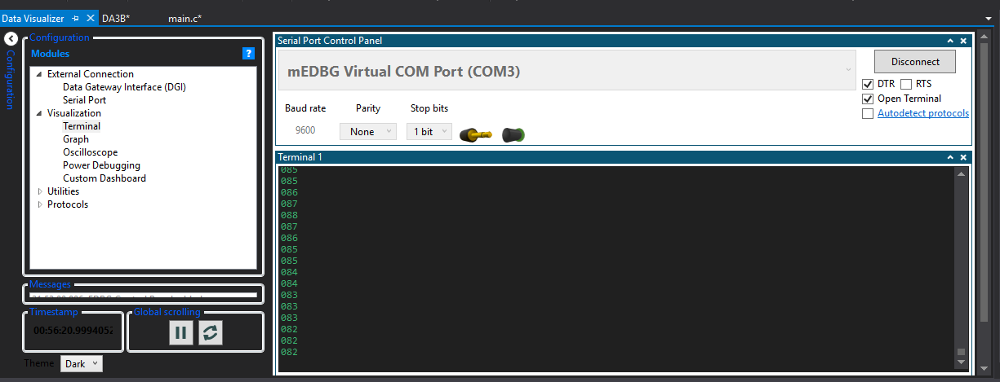 Data Visualizer
DA3B*
main.c*
Configuration
Configuration
Modules
?
External Connection
Data Gateway Interface (DGI)
Serial Port
Visualization
Terminal
Graph
Oscilloscope
Power Debugging
Custom Dashboard
Utilities
Protocols
Messages
Timestamp
00:56:20.9994052
Global scrolling
Theme
Dark
Serial Port Control Panel
mEDBG Virtual COM Port (COM3)
Disconnect
DTR
RTS
Open Terminal
Autodetect protocols
Baud rate
Parity
Stop bits
9600
None
1 bit
Terminal 1
085
085
086
087
088
087
086
085
085
084
084
083
083
083
082
082
082